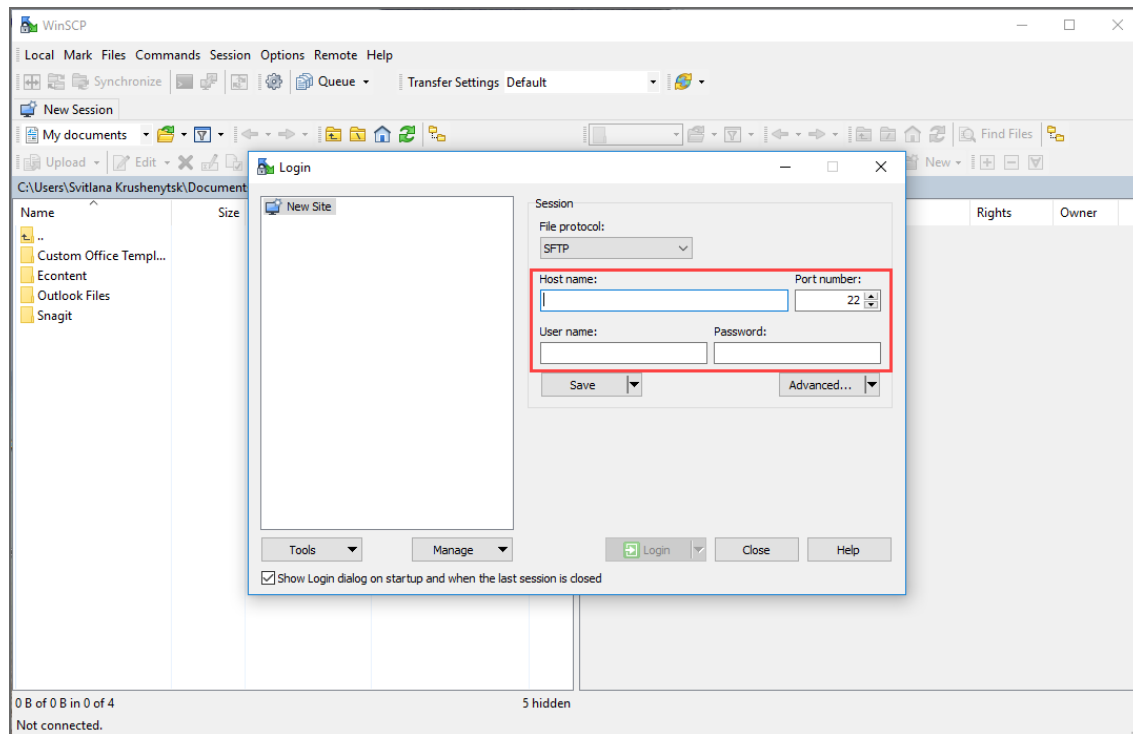 WinSCP
Local Mark Files Commands Session Options Remote Help
Synchronize Queue Transfer Settings Default
New Session
My documents Find Files
Upload Edit New
C:\Users\Svitlana Krushenytsk\Document
Name Size Rights Owner
..
Custom Office Templ...
Econtent
Outlook Files
Snagit
Login
New Site
Session
File protocol:
SFTP
Host name: Port number:
22
User name: Password:
Save Advanced...
Tools Manage Login Close Help
Show Login dialog on startup and when the last session is closed
0 B of 0 B in 0 of 4 5 hidden
Not connected.